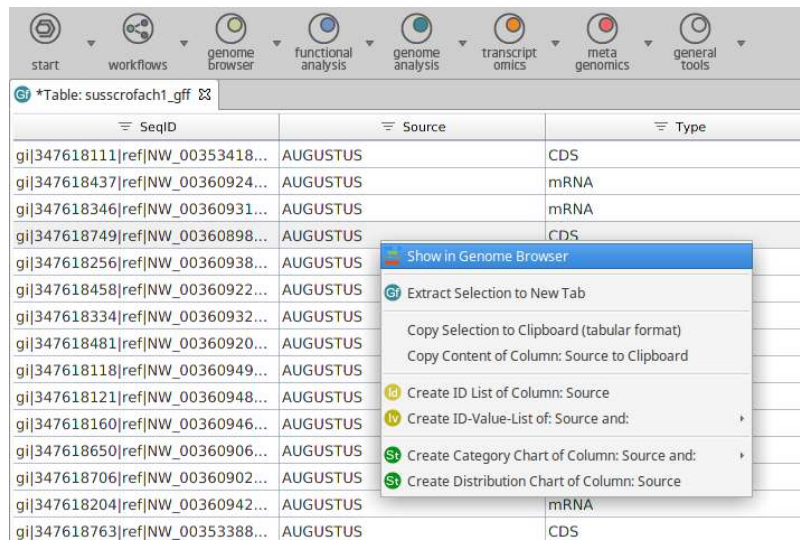 start
workflows
genome browser
functional analysis
genome analysis
transcript omics
meta genomics
general tools
Gf *Table: susscrofach1_gff
SeqID Source Type
gi|347618111|ref|NW_00353418... AUGUSTUS CDS
gi|347618437|ref|NW_00360924... AUGUSTUS mRNA
gi|347618346|ref|NW_00360931... AUGUSTUS mRNA
gi|347618749|ref|NW_00360898... AUGUSTUS CDS
gi|347618256|ref|NW_00360938... AUGUSTUS
gi|347618458|ref|NW_00360922... AUGUSTUS
gi|347618334|ref|NW_00360932... AUGUSTUS
gi|347618481|ref|NW_00360920... AUGUSTUS
gi|347618118|ref|NW_00360949... AUGUSTUS
gi|347618121|ref|NW_00360948... AUGUSTUS
gi|347618160|ref|NW_00360946... AUGUSTUS
gi|347618650|ref|NW_00360906... AUGUSTUS
gi|347618706|ref|NW_00360902... AUGUSTUS
gi|347618204|ref|NW_00360942... AUGUSTUS mRNA
gi|347618763|ref|NW_00353388... AUGUSTUS CDS
Show in Genome Browser
Gf Extract Selection to New Tab
Copy Selection to Clipboard (tabular format)
Copy Content of Column: Source to Clipboard
Id Create ID List of Column: Source
Iv Create ID-Value-List of: Source and:
St Create Category Chart of Column: Source and:
St Create Distribution Chart of Column: Source